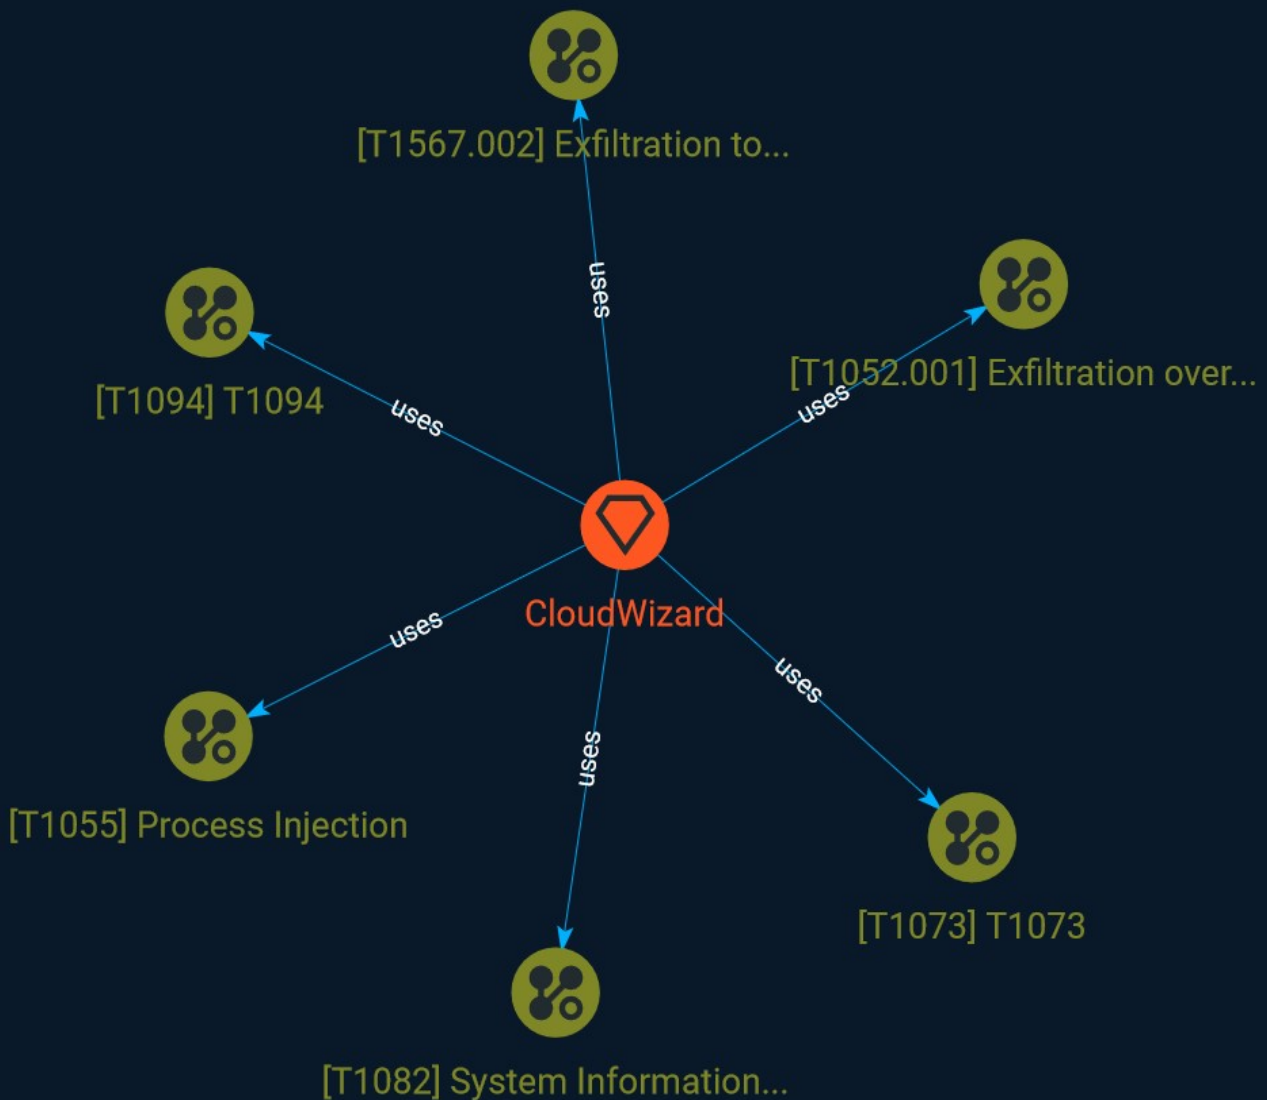 [T1567.002] Exfiltration to...
uses
[T1052.001] Exfiltration over...
uses
[T1094] T1094
uses
CloudWizard
uses
uses
[T1055] Process Injection
uses
[T1073] T1073
[T1082] System Information...